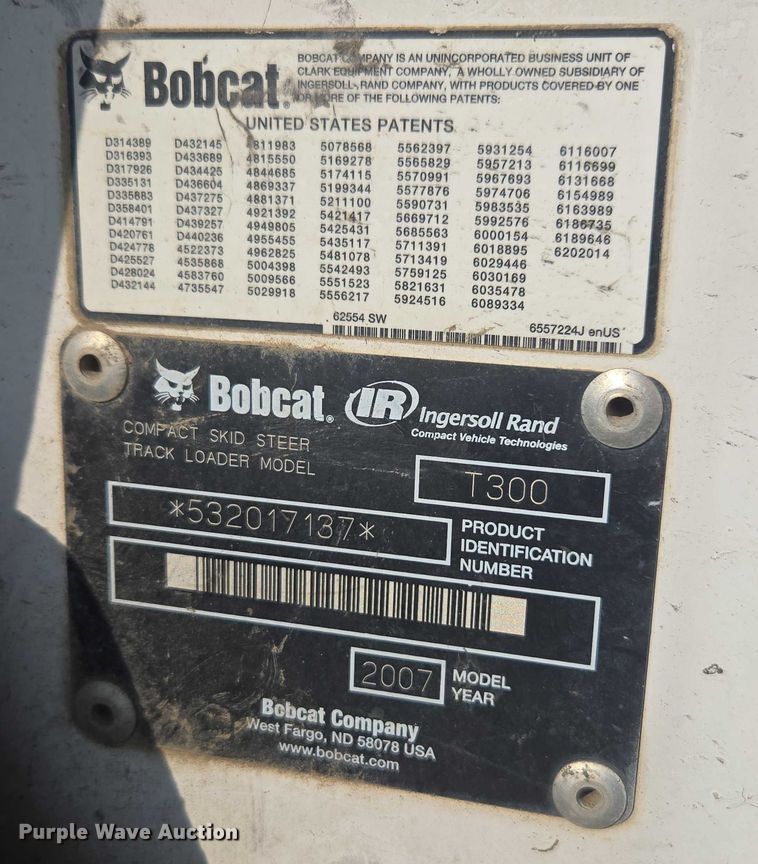 Bobcat.
BOBCAT COMPANY IS AN UNINCORPORATED BUSINESS UNIT OF
CLARK EQUIPMENT COMPANY, A WHOLLY OWNED SUBSIDIARY OF
INGERSOLL-RAND COMPANY, WITH PRODUCTS COVERED BY ONE
OR MORE OF THE FOLLOWING PATENTS:
UNITED STATES PATENTS
D314389 D432145 4811983 5078568 5562397 5931254 6116007
D316393 D433689 4815550 5169278 5565829 5957213 6116699
D317926 D434425 4844685 5174115 5570991 5967693 6131668
D335131 D436604 4869337 5199344 5577876 5974706 6154989
D335883 D437275 4881371 5211100 5590731 5983535 6163989
D358401 D437327 4921392 5421417 5669712 5992576 6186735
D414791 D439257 4949805 5425431 5685563 6000154 6189646
D420761 D440236 4955455 5435117 5711391 6018895 6202014
D424778 4522373 4962825 5481078 5713419 6029446
D425527 4535868 5004398 5542493 5759125 6030169
D428024 4583760 5009566 5551523 5821631 6035478
D432144 4735547 5029918 5556217 5924516 6089334
62554 SW 6557224J enUS
Bobcat® IR Ingersoll Rand
Compact Vehicle Technologies
COMPACT SKID STEER
TRACK LOADER MODEL
T300
*532017137*
PRODUCT
IDENTIFICATION
NUMBER
2007
MODEL
YEAR
Bobcat Company
West Fargo, ND 58078 USA
www.bobcat.com
Purple Wave Auction